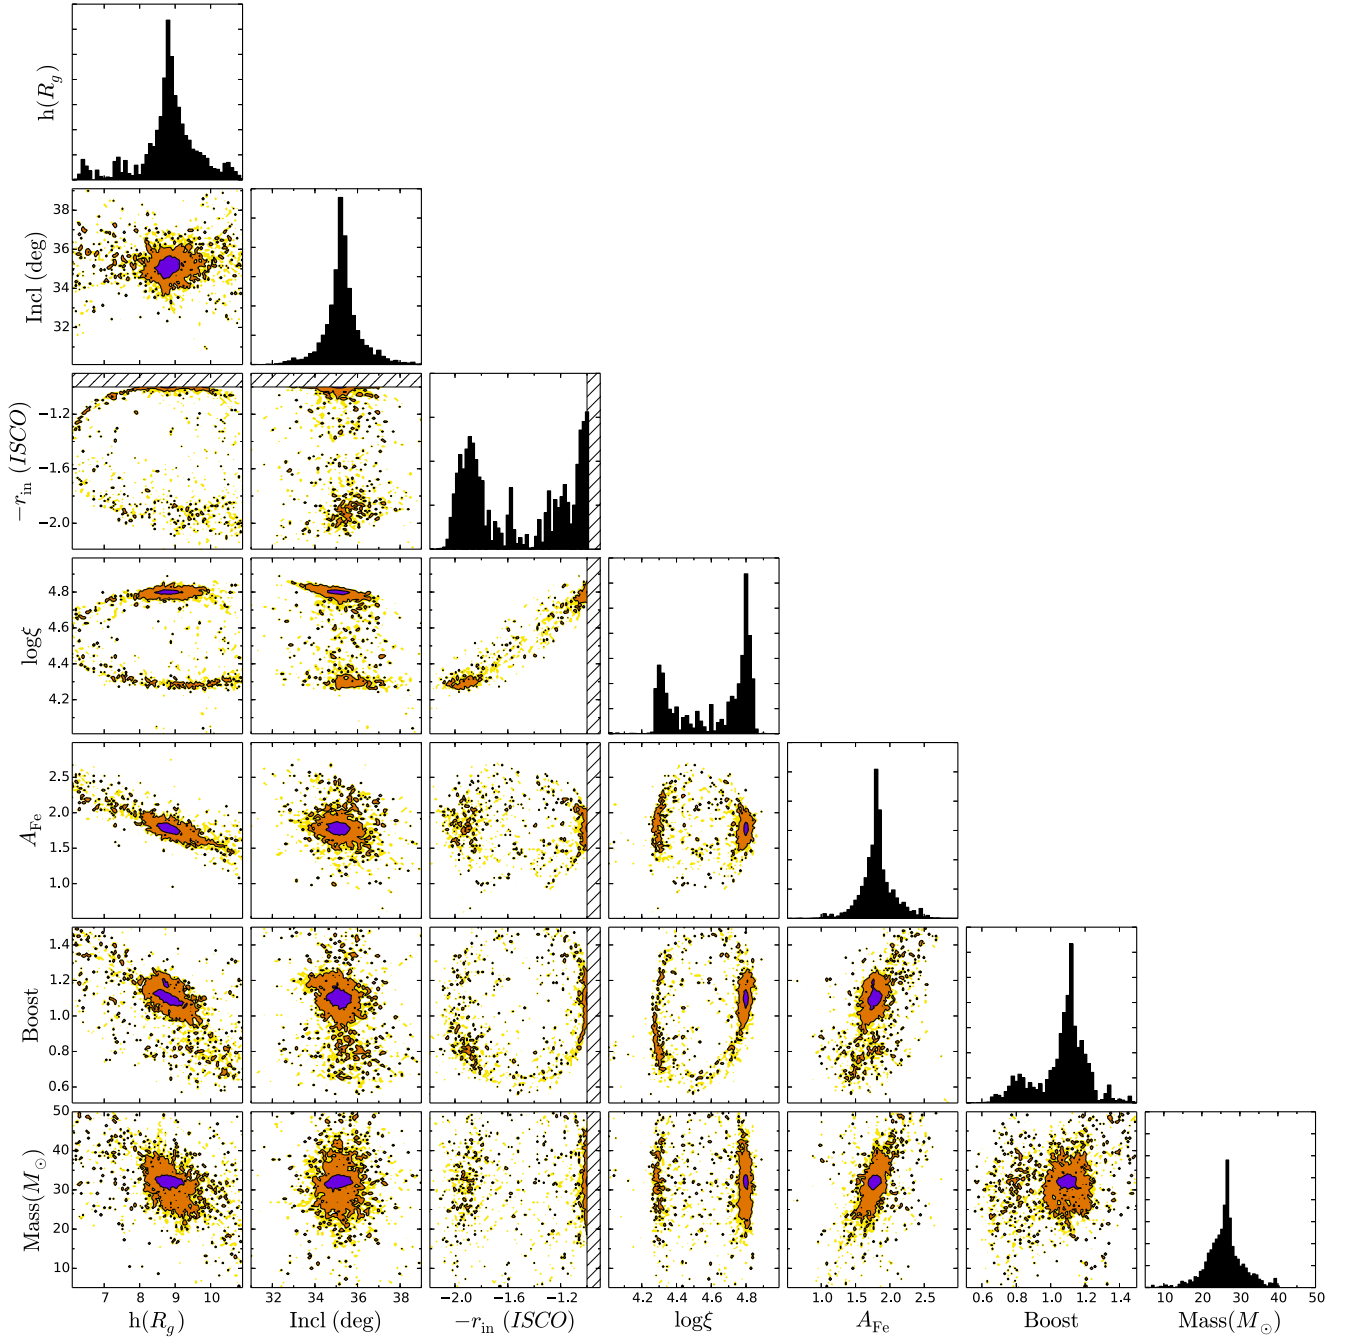 h(R_g)
Incl (deg)
38
36
34
32
−r_in (ISCO)
−1.2
−1.6
−2.0
logξ
4.8
4.6
4.4
4.2
A_Fe
2.5
2.0
1.5
1.0
Boost
1.4
1.2
1.0
0.8
0.6
Mass(M_⊙)
50
40
30
20
10
7 8 9 10
32 34 36 38
−2.0 −1.6 −1.2
4.2 4.4 4.6 4.8
1.0 1.5 2.0 2.5
0.6 0.8 1.0 1.2 1.4
10 20 30 40 50
h(R_g) Incl (deg) −r_in (ISCO) logξ A_Fe Boost Mass(M_⊙)